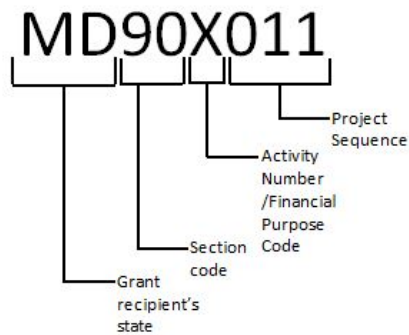 MD90X011
Project
Sequence
Activity
Number
/Financial
Purpose
Code
Section
code
Grant
recipient's
state